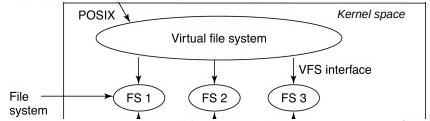 POSIX
Kernel space
Virtual file system
VFS interface
File
system
FS 1
FS 2
FS 3